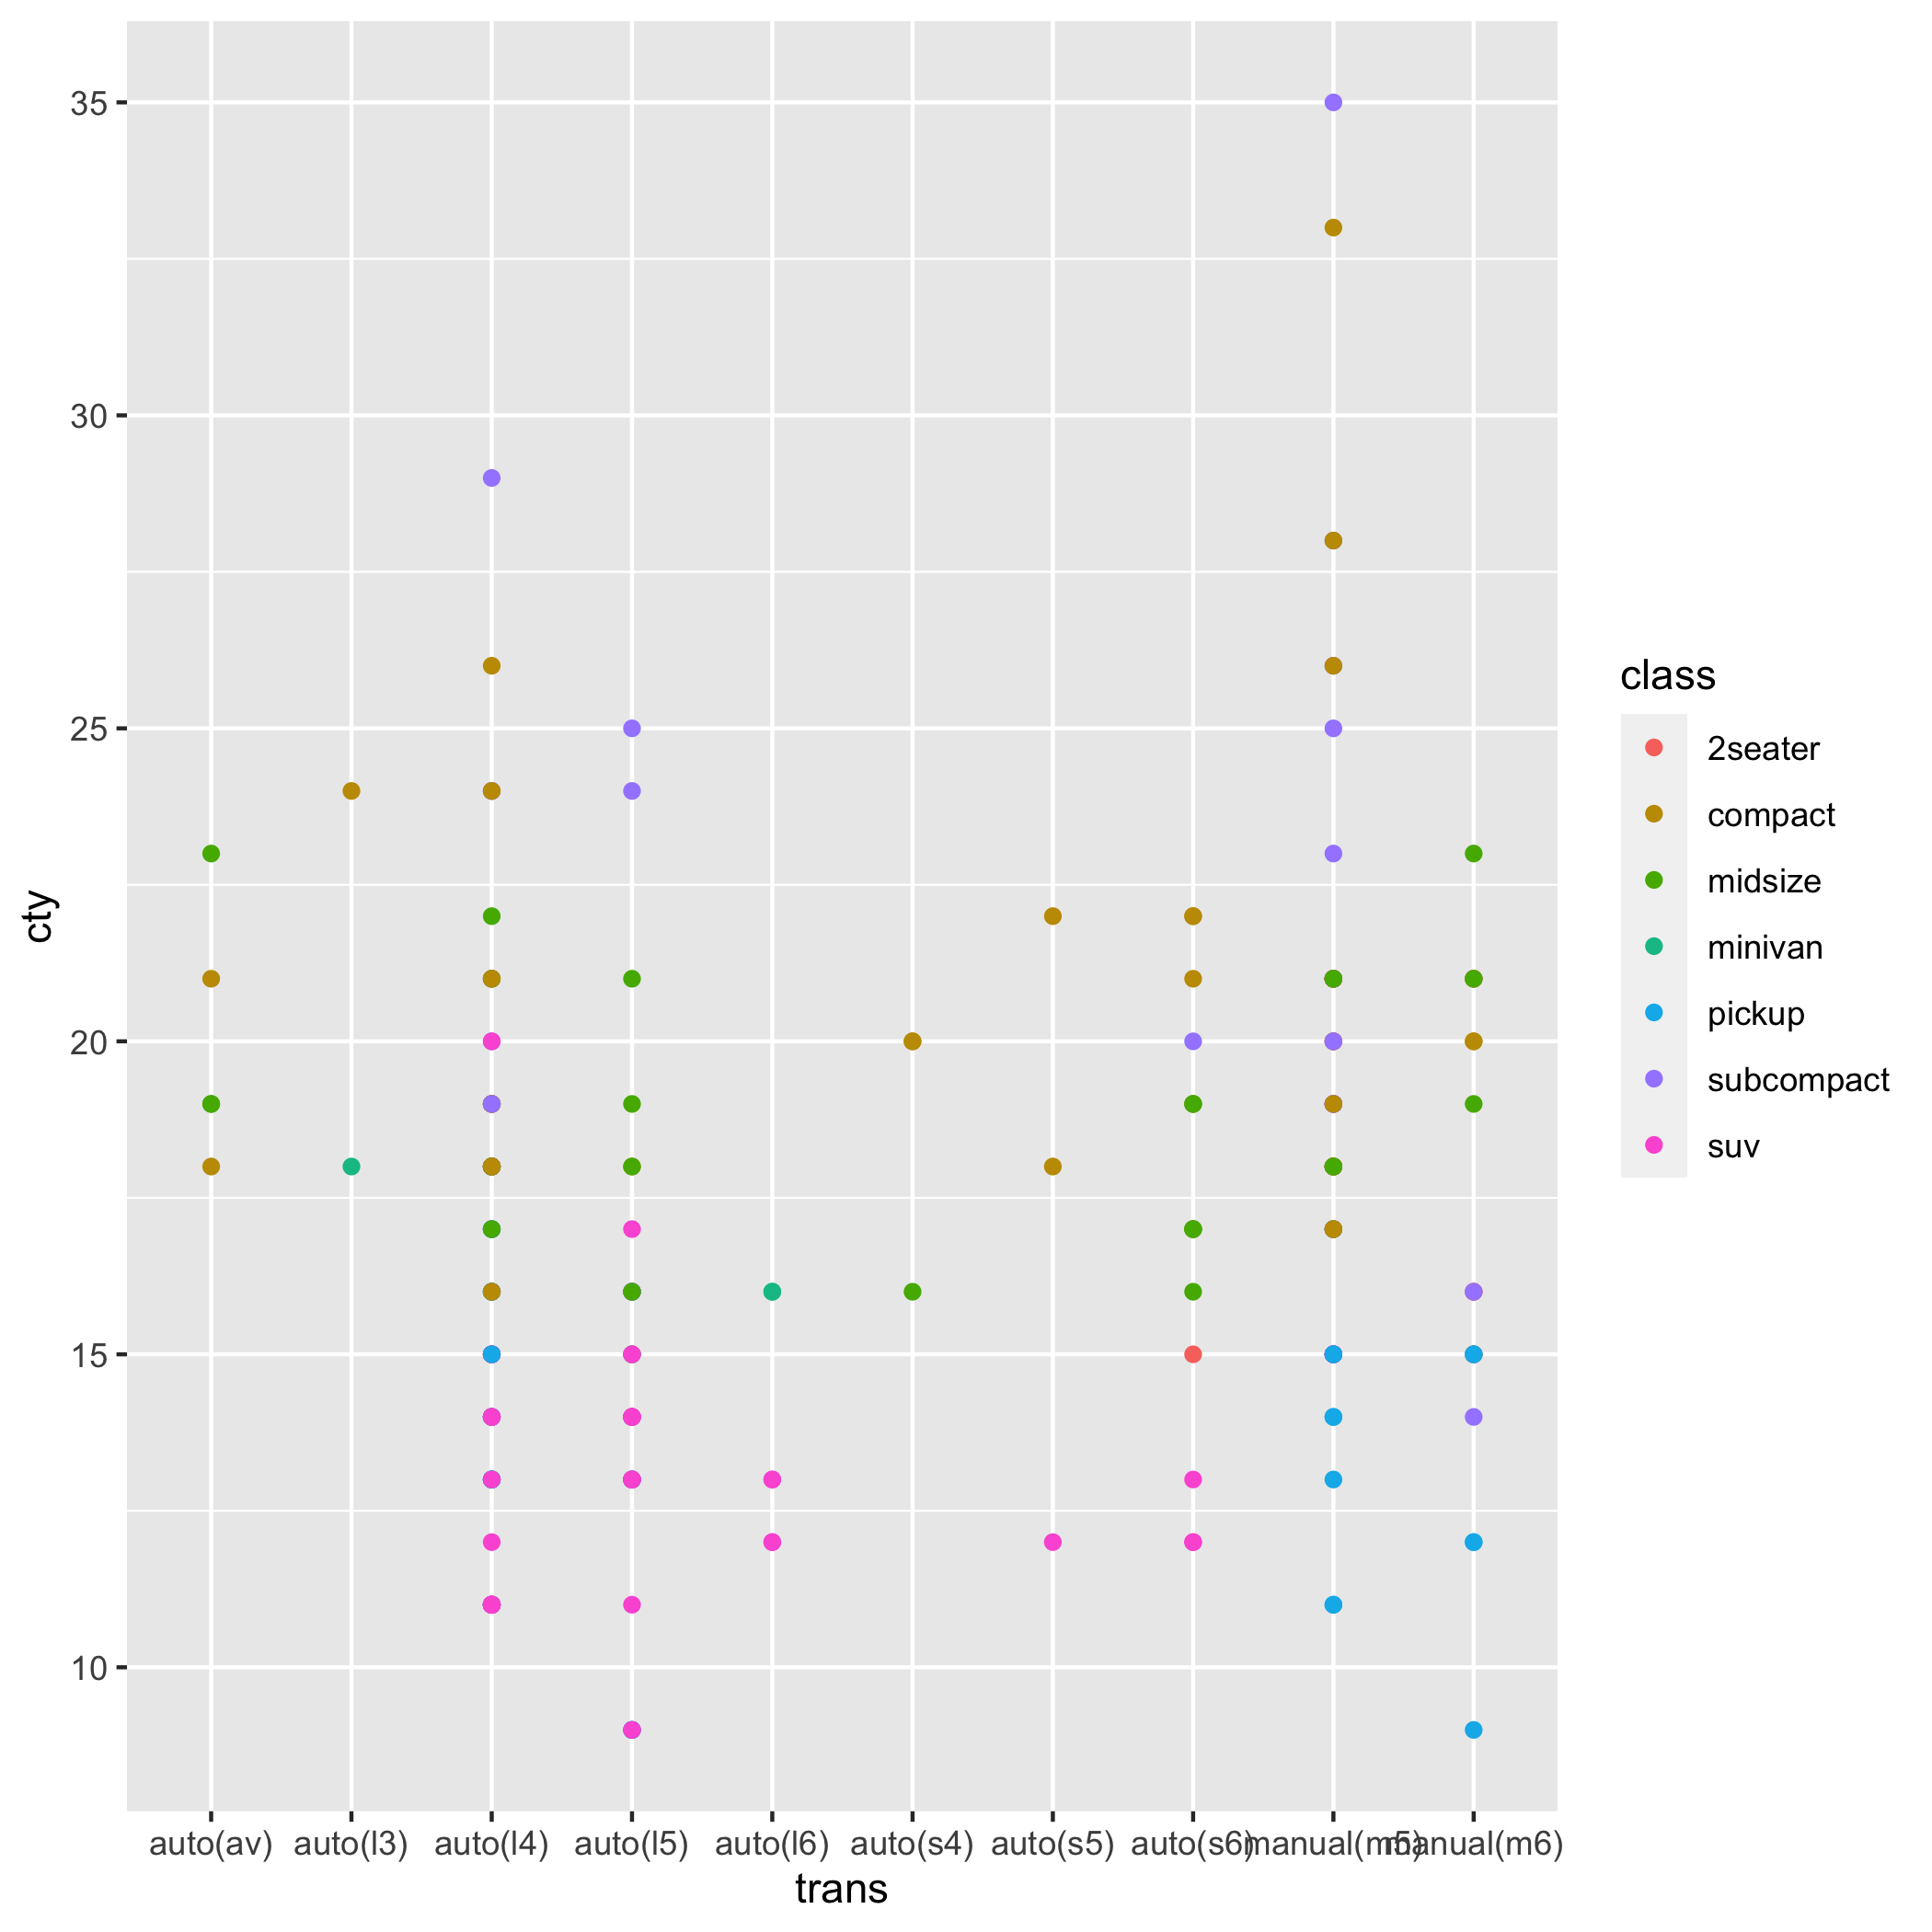 35
30
25
20
15
10
cty
auto(av) auto(l3) auto(l4) auto(l5) auto(l6) auto(s4) auto(s5) auto(s6) manual(m5) manual(m6)
trans
class
2seater
compact
midsize
minivan
pickup
subcompact
suv